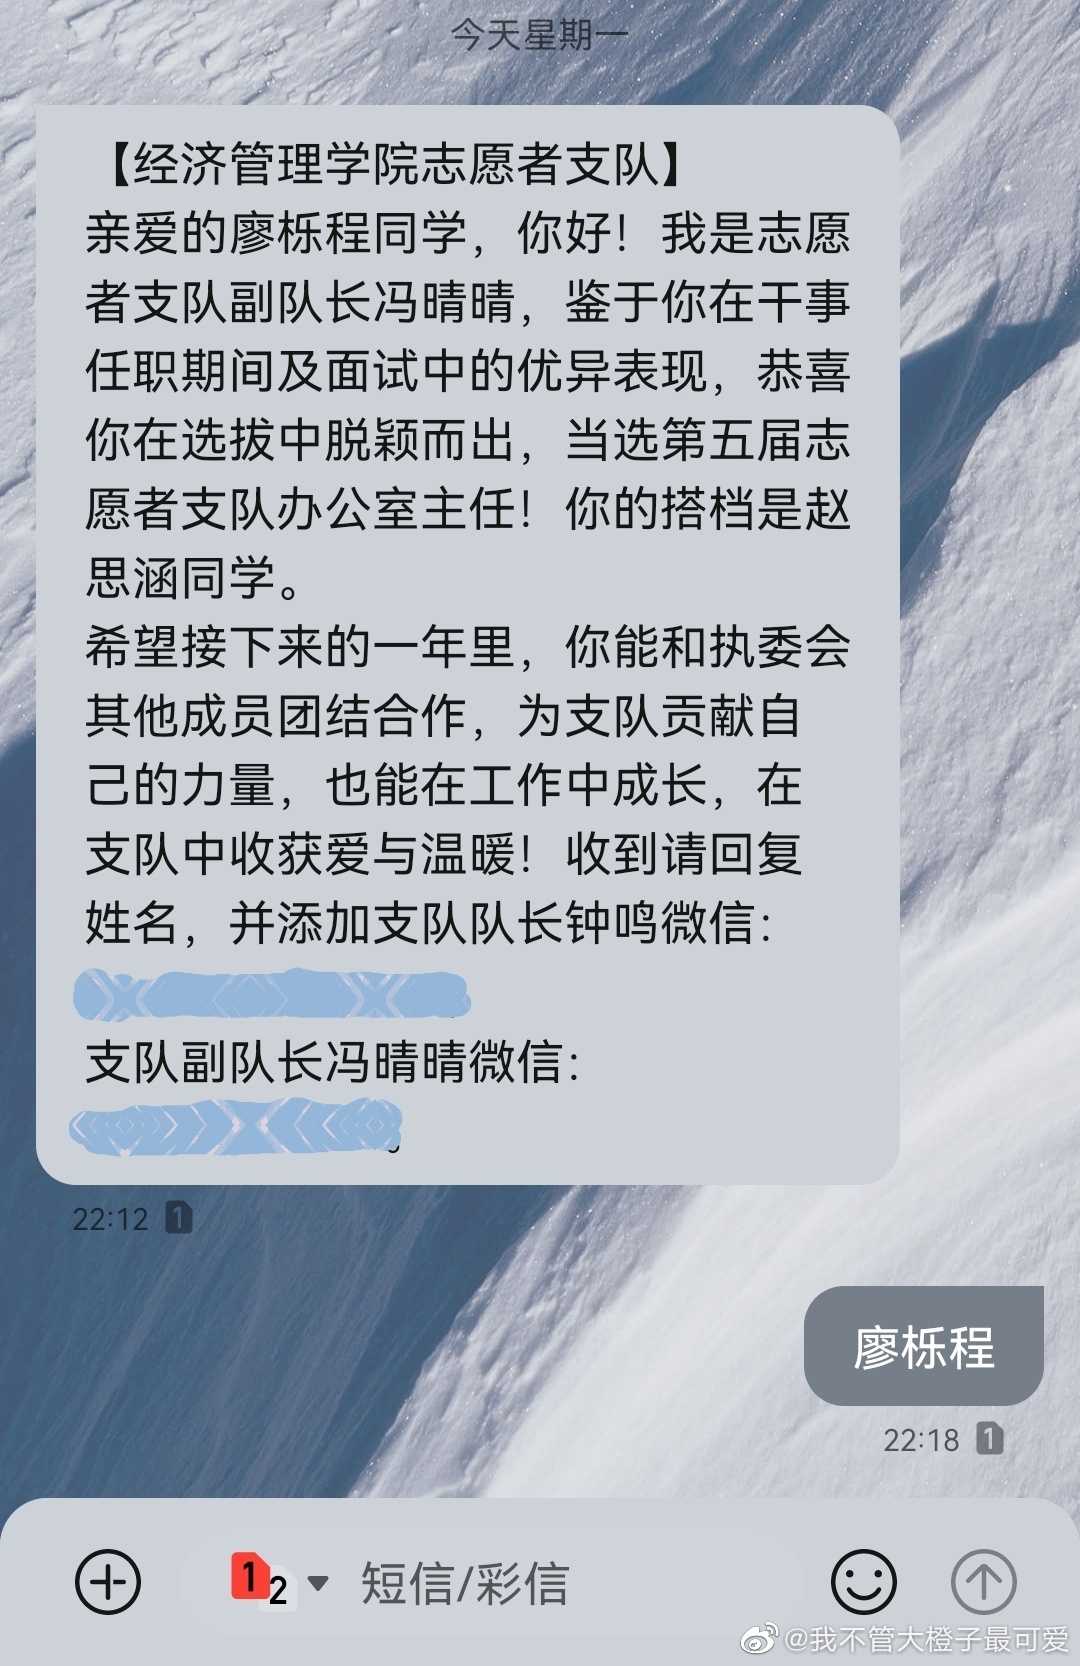 今天星期一
【经济管理学院志愿者支队】
亲爱的廖栎程同学，你好！我是志愿
者支队副队长冯晴晴，鉴于你在干事
任职期间及面试中的优异表现，恭喜
你在选拔中脱颖而出，当选第五届志
愿者支队办公室主任！你的搭档是赵
思涵同学。
希望接下来的一年里，你能和执委会
其他成员团结合作，为支队贡献自
己的力量，也能在工作中成长，在
支队中收获爱与温暖！收到请回复
姓名，并添加支队队长钟鸣微信：
支队副队长冯晴晴微信：
22:12 1
廖栎程
22:18 1
1 2 短信/彩信
@我不管大橙子最可爱